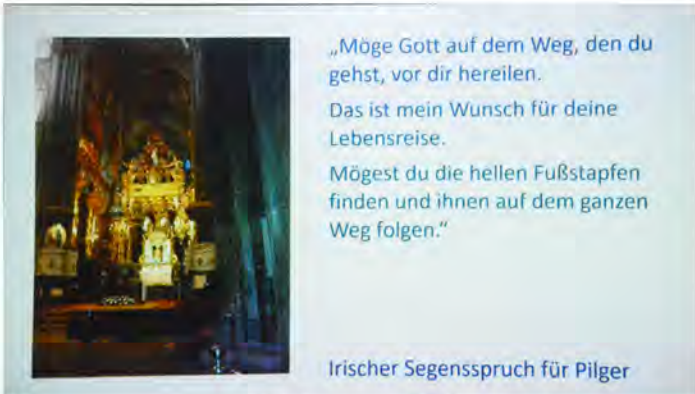 „Möge Gott auf dem Weg, den du
gehst, vor dir hereilen.
Das ist mein Wunsch für deine
Lebensreise.
Mögest du die hellen Fußstapfen
finden und ihnen auf dem ganzen
Weg folgen.“
Irischer Segensspruch für Pilger